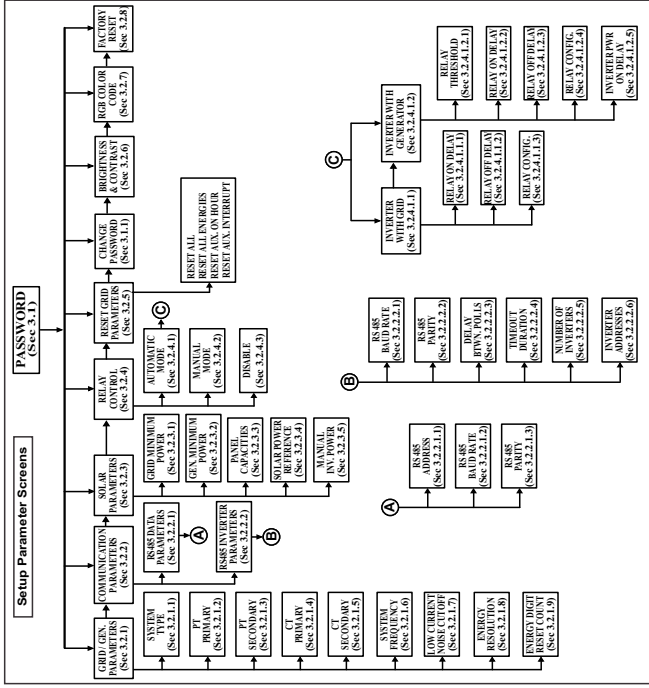 Setup Parameter Screens
PASSWORD
(Sec 3.1)
GRID / GEN.
PARAMETERS
(Sec 3.2.1)
COMMUNICATION
PARAMETERS
(Sec 3.2.2)
SOLAR
PARAMETERS
(Sec 3.2.3)
RELAY
CONTROL
(Sec 3.2.4)
RESET GRID
PARAMETERS
(Sec 3.2.5)
CHANGE
PASSWORD
(Sec 3.1.1)
BRIGHTNESS
& CONTRAST
(Sec 3.2.6)
RGB COLOR
CODE
(Sec 3.2.7)
FACTORY
RESET
(Sec 3.2.8)
SYSTEM
TYPE
(Sec 3.2.1.1)
PT
PRIMARY
(Sec 3.2.1.2)
PT
SECONDARY
(Sec 3.2.1.3)
CT
PRIMARY
(Sec 3.2.1.4)
CT
SECONDARY
(Sec 3.2.1.5)
SYSTEM
FREQUENCY
(Sec 3.2.1.6)
LOW CURRENT
NOISE CUTOFF
(Sec 3.2.1.7)
ENERGY
RESOLUTION
(Sec 3.2.1.8)
ENERGY DIGIT
RESET COUNT
(Sec 3.2.1.9)
RS485 DATA
PARAMETERS
(Sec 3.2.2.1)
A
RS485 INVERTER
PARAMETERS
(Sec 3.2.2.2)
B
GRID MINIMUM
POWER
(Sec 3.2.3.1)
GEN. MINIMUM
POWER
(Sec 3.2.3.2)
PANEL
CAPACITIES
(Sec 3.2.3.3)
SOLAR POWER
REFERENCE
(Sec 3.2.3.4)
MANUAL
INV. POWER
(Sec 3.2.3.5)
AUTOMATIC
MODE
(Sec 3.2.4.1)
C
MANUAL
MODE
(Sec 3.2.4.2)
DISABLE
(Sec 3.2.4.3)
RESET ALL
RESET ALL ENERGIES
RESET AUX. ON HOUR
RESET AUX. INTERRUPT
A
RS 485
ADDRESS
(Sec 3.2.2.1.1)
RS 485
BAUD RATE
(Sec 3.2.2.1.2)
RS 485
PARITY
(Sec 3.2.2.1.3)
B
RS 485
BAUD RATE
(Sec 3.2.2.2.1)
RS 485
PARITY
(Sec 3.2.2.2.2)
DELAY
BTWN. POLLS
(Sec 3.2.2.2.3)
TIMEOUT
DURATION
(Sec 3.2.2.2.4)
NUMBER OF
INVERTERS
(Sec 3.2.2.2.5)
INVERTER
ADDRESSES
(Sec 3.2.2.2.6)
C
INVERTER
WITH GRID
(Sec 3.2.4.1.1)
RELAY ON DELAY
(Sec 3.2.4.1.1.1)
RELAY OFF DELAY
(Sec 3.2.4.1.1.2)
RELAY CONFIG.
(Sec 3.2.4.1.1.3)
INVERTER WITH
GENERATOR
(Sec 3.2.4.1.2)
RELAY
THRESHOLD
(Sec 3.2.4.1.2.1)
RELAY ON DELAY
(Sec 3.2.4.1.2.2)
RELAY OFF DELAY
(Sec 3.2.4.1.2.3)
RELAY CONFIG.
(Sec 3.2.4.1.2.4)
INVERTER PWR
ON DELAY
(Sec 3.2.4.1.2.5)